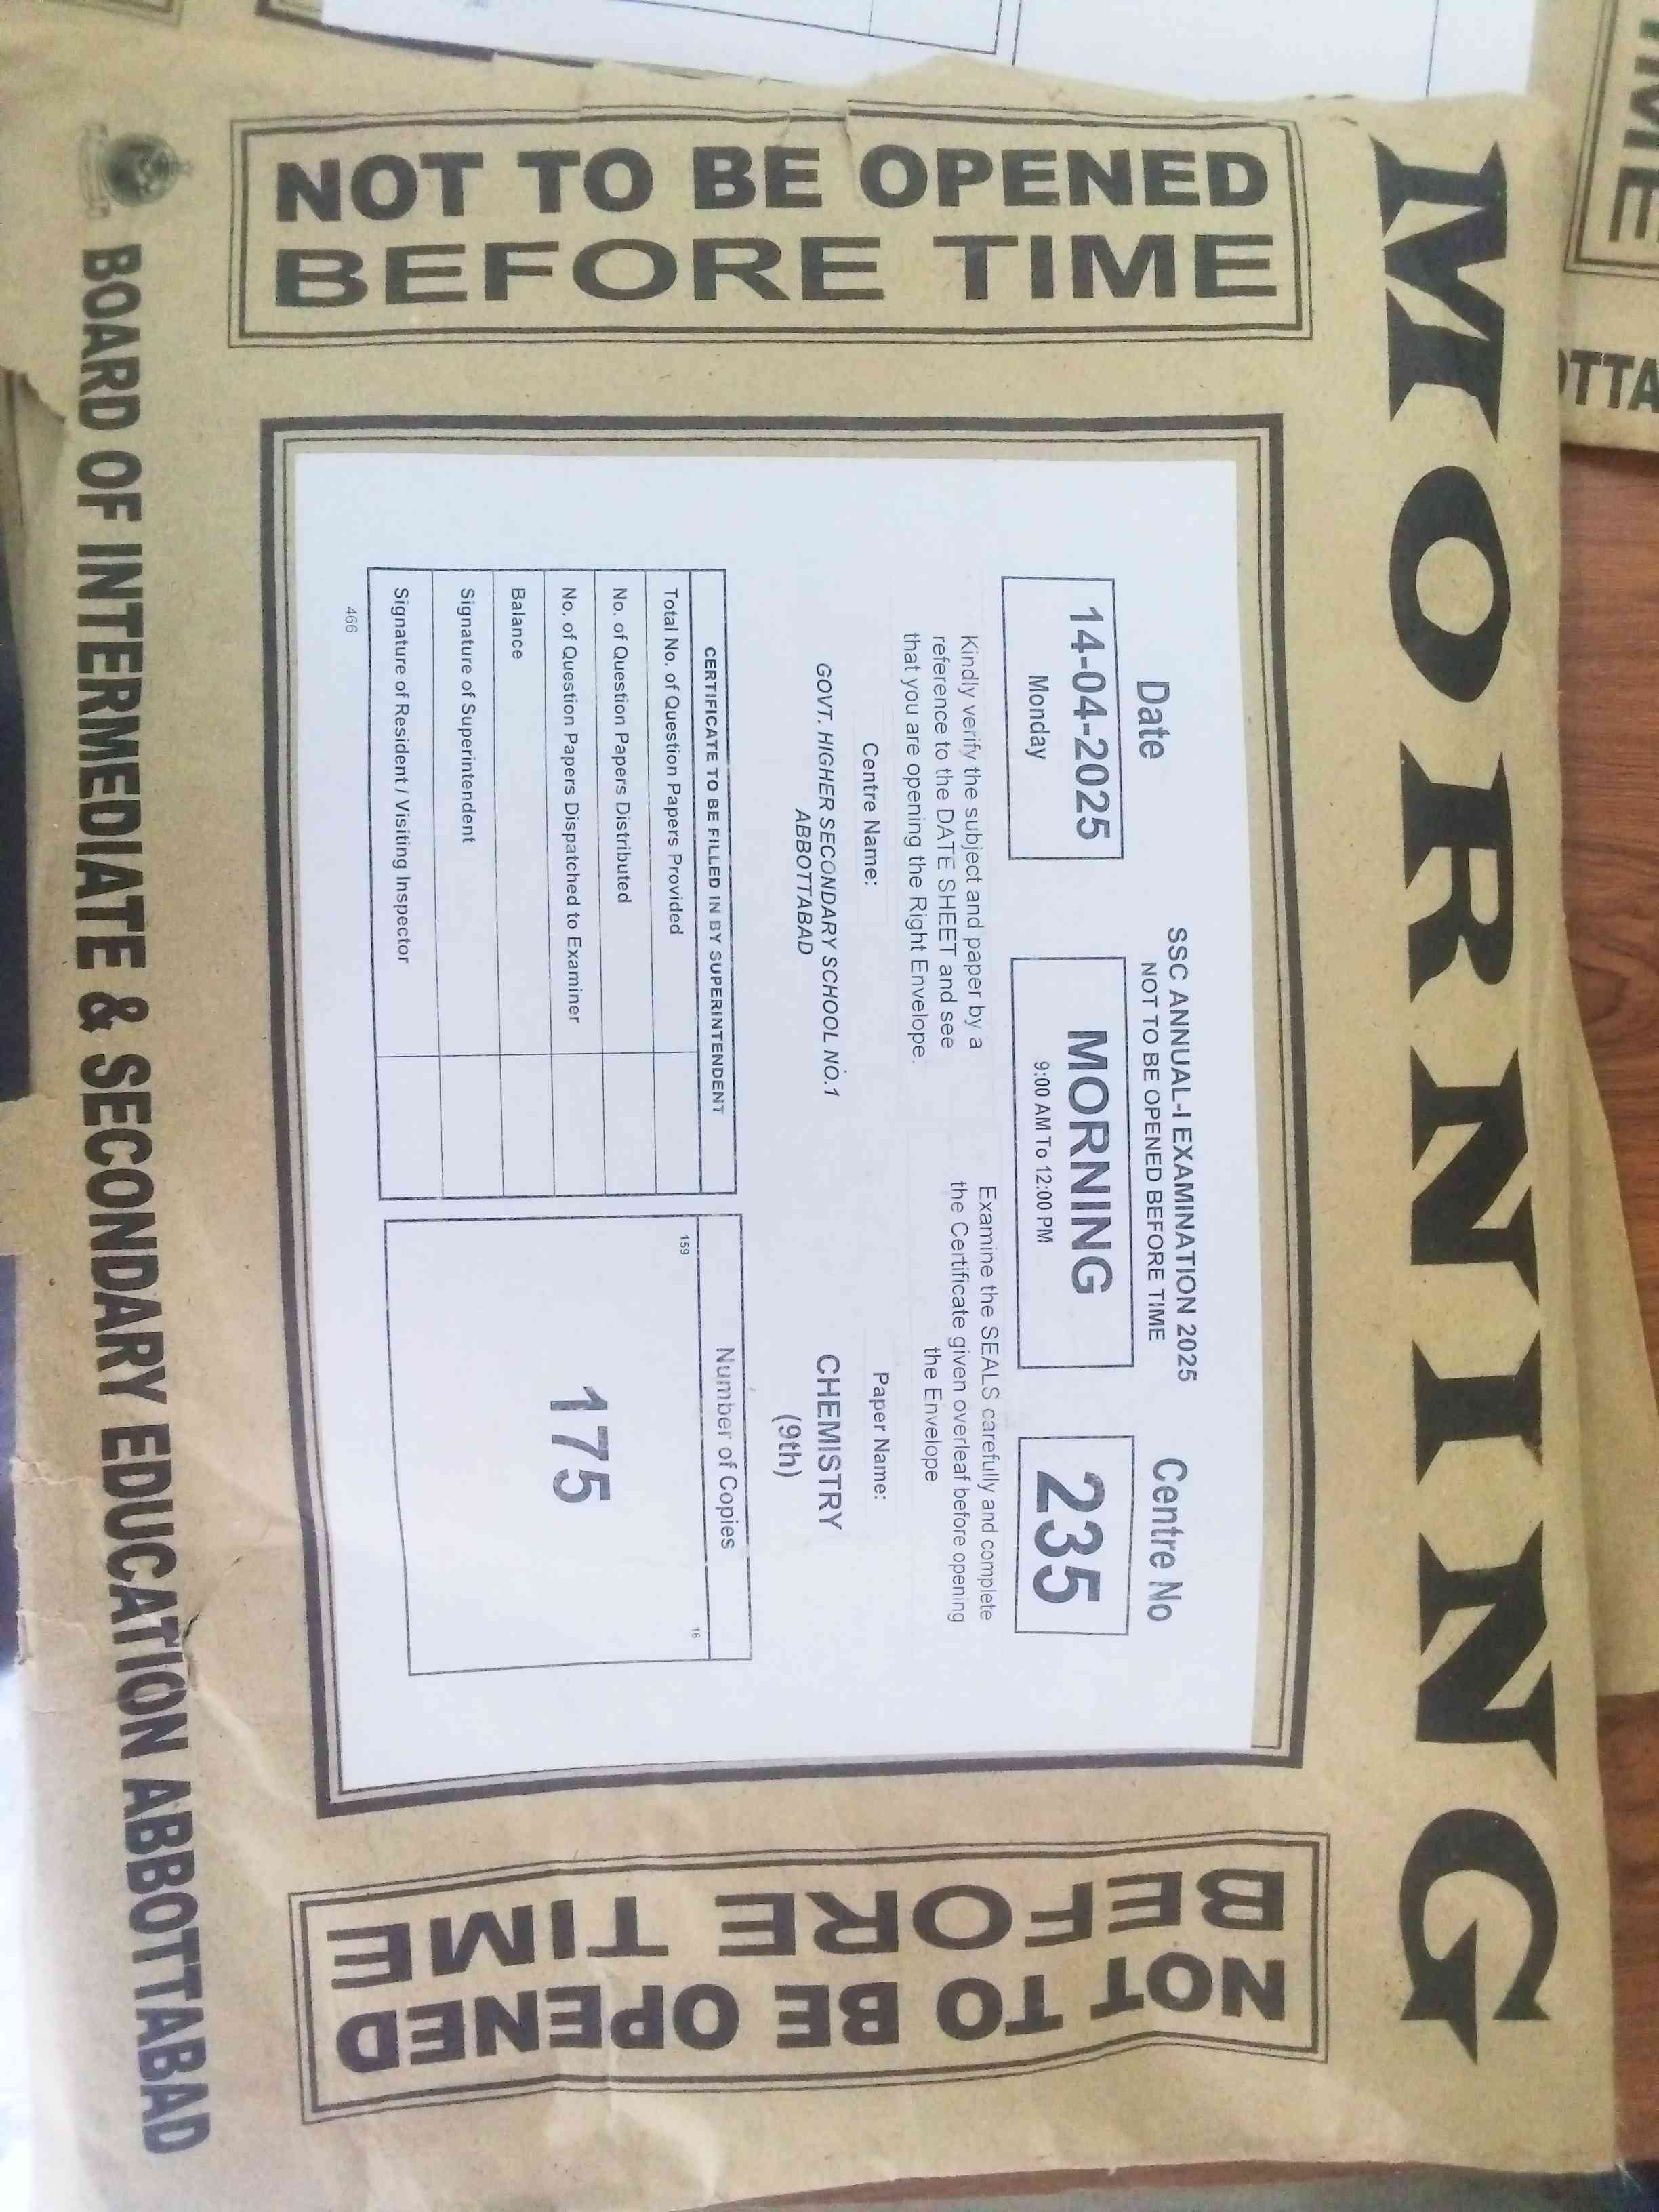 MORNING
NOT TO BE OPENED
BEFORE TIME
SSC ANNUAL-I EXAMINATION 2025
NOT TO BE OPENED BEFORE TIME
Date
Centre No
14-04-2025
Monday
MORNING
9:00 AM To 12:00 PM
235
Kindly verify the subject and paper by a
reference to the DATE SHEET and see
that you are opening the Right Envelope.
Examine the SEALS carefully and complete
the Certificate given overleaf before opening
the Envelope
Centre Name:
GOVT. HIGHER SECONDARY SCHOOL NO.1
ABBOTTABAD
Paper Name:
CHEMISTRY
(9th)
CERTIFICATE TO BE FILLED IN BY SUPERINTENDENT
Total No. of Question Papers Provided
No. of Question Papers Distributed
No. of Question Papers Dispatched to Examiner
Balance
Signature of Superintendent
Signature of Resident / Visiting Inspector
466
Number of Copies
159
16
175
NOT TO BE OPENED
BEFORE TIME
BOARD OF INTERMEDIATE & SECONDARY EDUCATION ABBOTTABAD